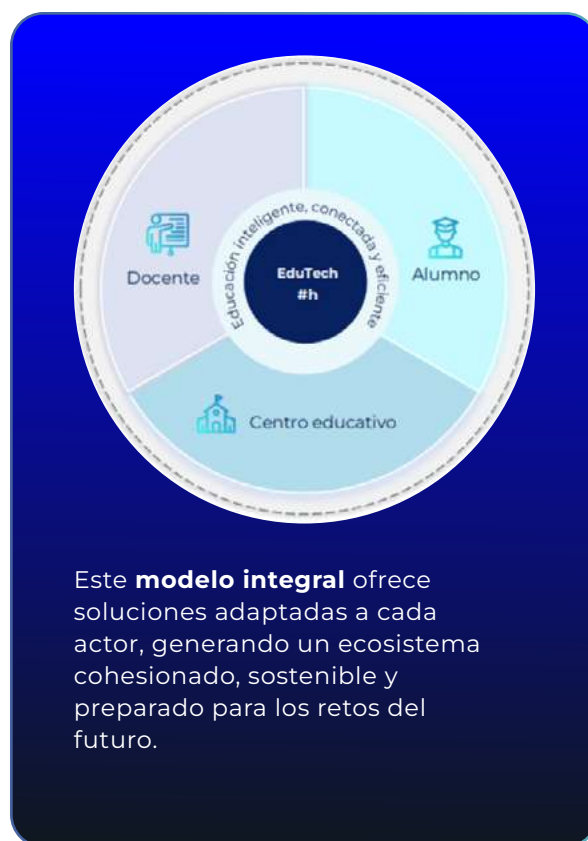 Educación inteligente, conectada y eficiente
EduTech
#h
Docente
Alumno
Centro educativo
Este modelo integral ofrece
soluciones adaptadas a cada
actor, generando un ecosistema
cohesionado, sostenible y
preparado para los retos del
futuro.